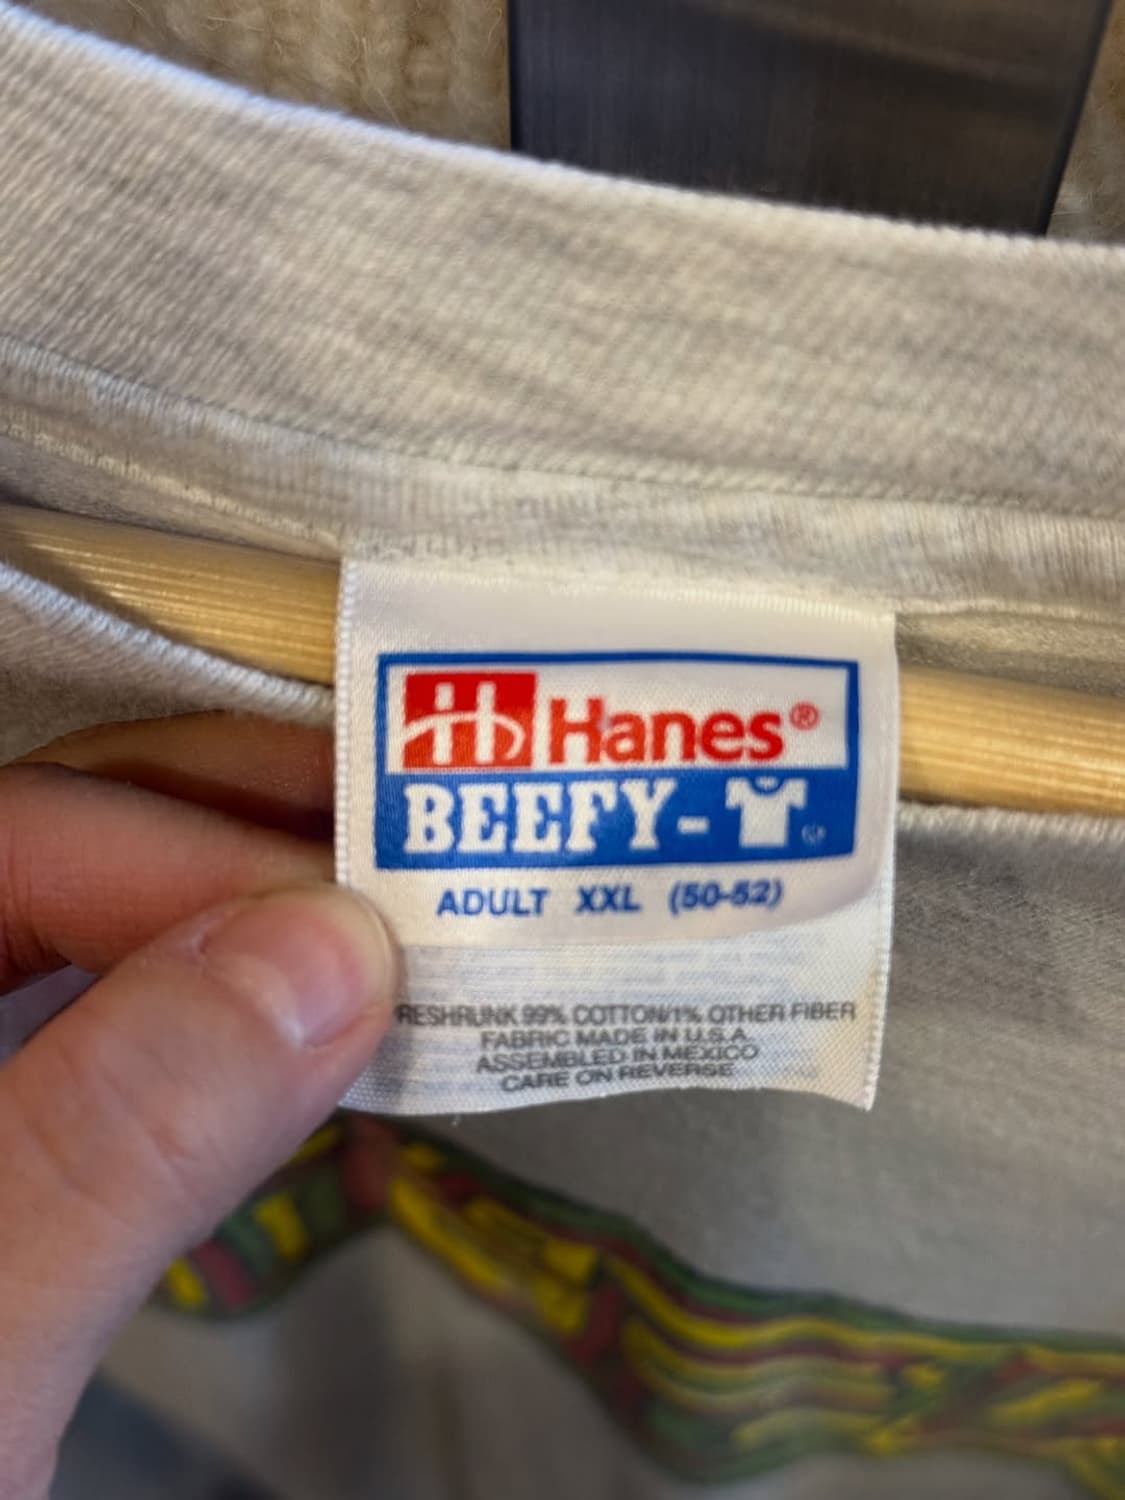 Hanes®
BEEFY-
ADULT XXL (50-52)
RESHRUNK 99% COTTON/1% OTHER FIBER
FABRIC MADE IN U.S.A.
ASSEMBLED IN MEXICO
CARE ON REVERSE